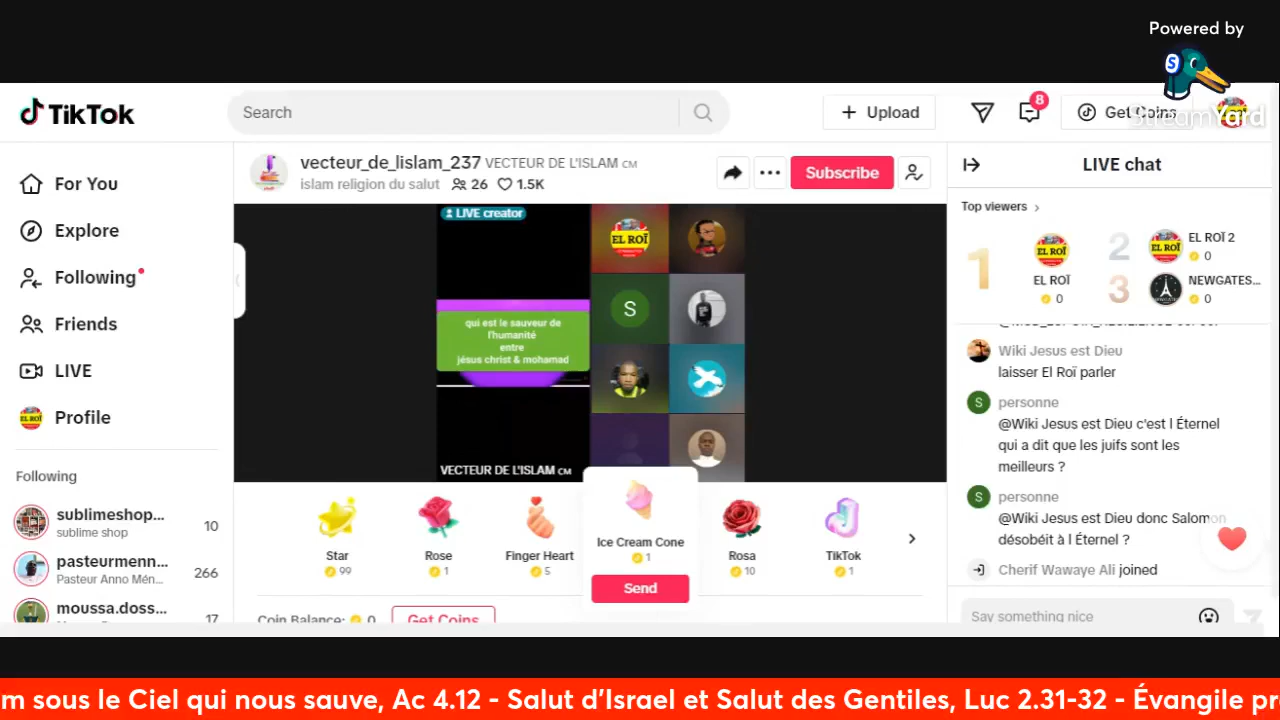 Powered by
StreamYard
TikTok
Search
Upload
8
Get Coins
For You
Explore
Following
Friends
LIVE
Profile
Following
sublimeshop...
sublime shop
10
pasteurmenn...
Pasteur Anno Mén...
266
moussa.doss...
17
vecteur_de_lislam_237 VECTEUR DE L'ISLAM CM
islam religion du salut 26 1.5K
Subscribe
LIVE creator
EL ROÏ
S
qui est le sauveur de
l'humanité
entre
jésus christ & mohamad
VECTEUR DE L'ISLAM CM
Star
99
Rose
1
Finger Heart
5
Ice Cream Cone
1
Send
Rosa
10
TikTok
1
Coin Balance: 0
Get Coins
LIVE chat
Top viewers
1
EL ROÏ
0
2
EL ROÏ 2
0
3
NEWGATES...
0
Wiki Jesus est Dieu
laisser El Roï parler
S
personne
@Wiki Jesus est Dieu c'est l Éternel
qui a dit que les juifs sont les
meilleurs ?
S
personne
@Wiki Jesus est Dieu donc Salomon
désobéit à l Éternel ?
Cherif Wawaye Ali joined
Say something nice
m sous le Ciel qui nous sauve, Ac 4.12 - Salut d'Israel et Salut des Gentiles, Luc 2.31-32 - Évangile pr